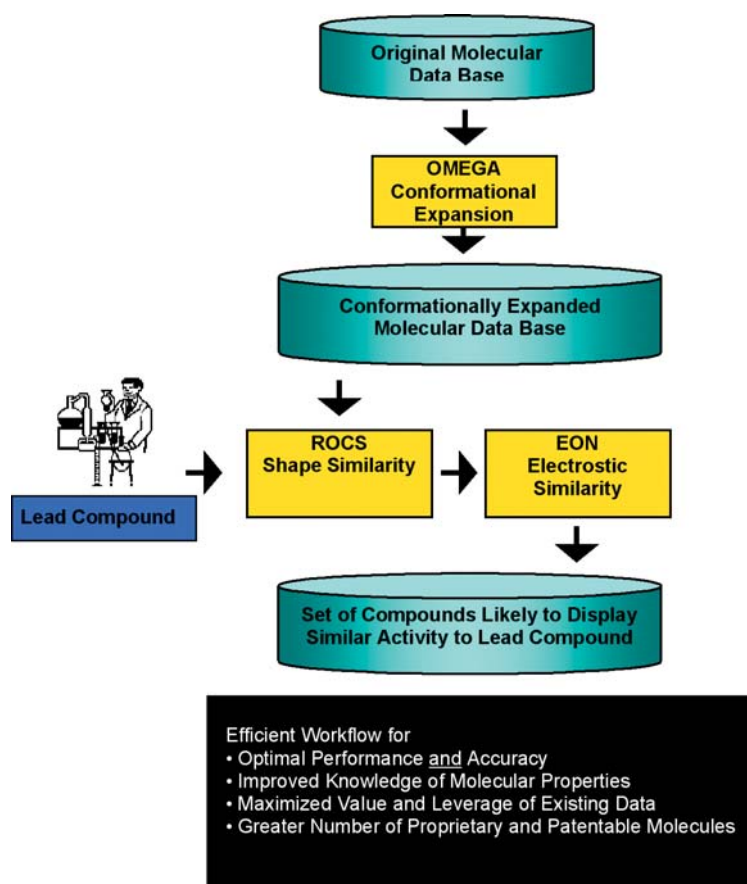 Original Molecular
Data Base
OMEGA
Conformational
Expansion
Conformationally Expanded
Molecular Data Base
ROCS
Shape Similarity
EON
Electrostic
Similarity
Lead Compound
Set of Compounds Likely to Display
Similar Activity to Lead Compound
Efficient Workflow for
• Optimal Performance and Accuracy
• Improved Knowledge of Molecular Properties
• Maximized Value and Leverage of Existing Data
• Greater Number of Proprietary and Patentable Molecules